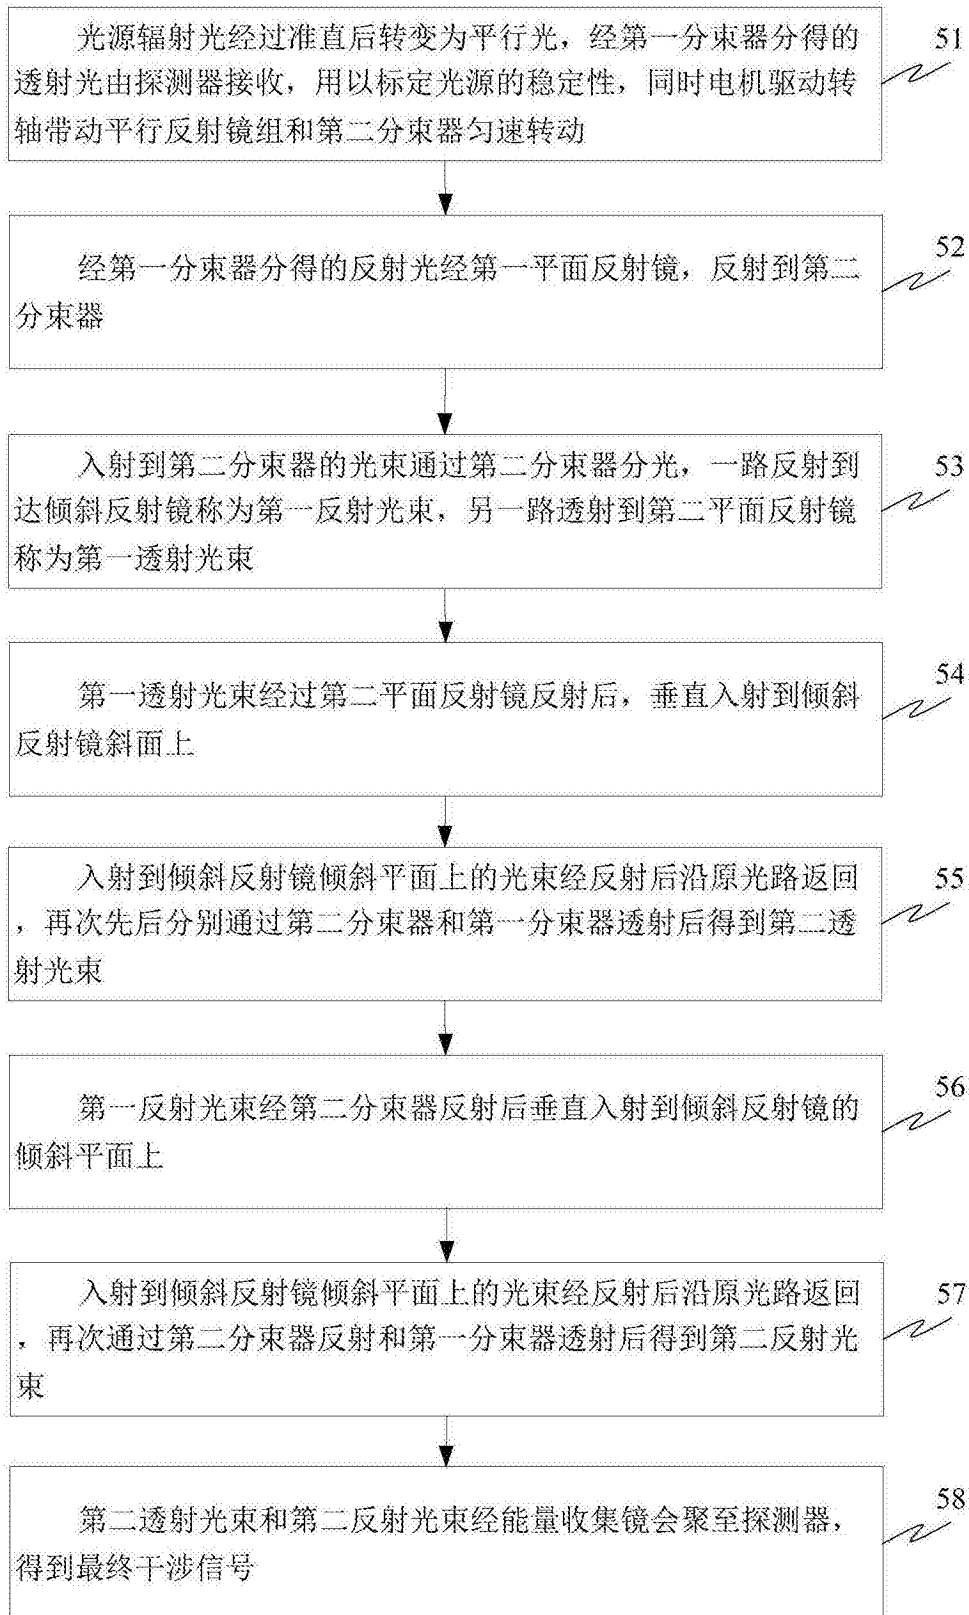 光源辐射光经过准直后转变为平行光，经第一分束器分得的
透射光由探测器接收，用以标定光源的稳定性，同时电机驱动转
轴带动平行反射镜组和第二分束器匀速转动
51
经第一分束器分得的反射光经第一平面反射镜，反射到第二
分束器
52
入射到第二分束器的光束通过第二分束器分光，一路反射到
达倾斜反射镜称为第一反射光束，另一路透射到第二平面反射镜
称为第一透射光束
53
第一透射光束经过第二平面反射镜反射后，垂直入射到倾斜
反射镜斜面上
54
入射到倾斜反射镜倾斜平面上的光束经反射后沿原光路返回
，再次先后分别通过第二分束器和第一分束器透射后得到第二透
射光束
55
第一反射光束经第二分束器反射后垂直入射到倾斜反射镜的
倾斜平面上
56
入射到倾斜反射镜倾斜平面上的光束经反射后沿原光路返回
，再次通过第二分束器反射和第一分束器透射后得到第二反射光
束
57
第二透射光束和第二反射光束经能量收集镜会聚至探测器，
得到最终干涉信号
58